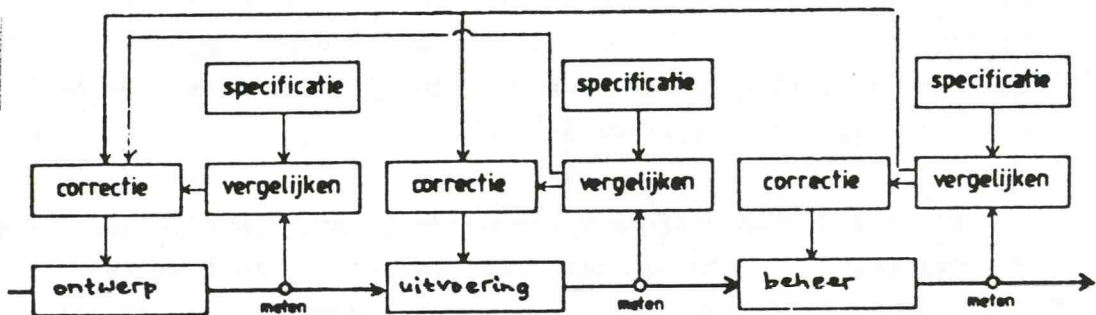 specificatie
specificatie
specificatie
correctie
vergelijken
correctie
vergelijken
correctie
vergelijken
ontwerp
meten
uitvoering
meten
beheer
meten